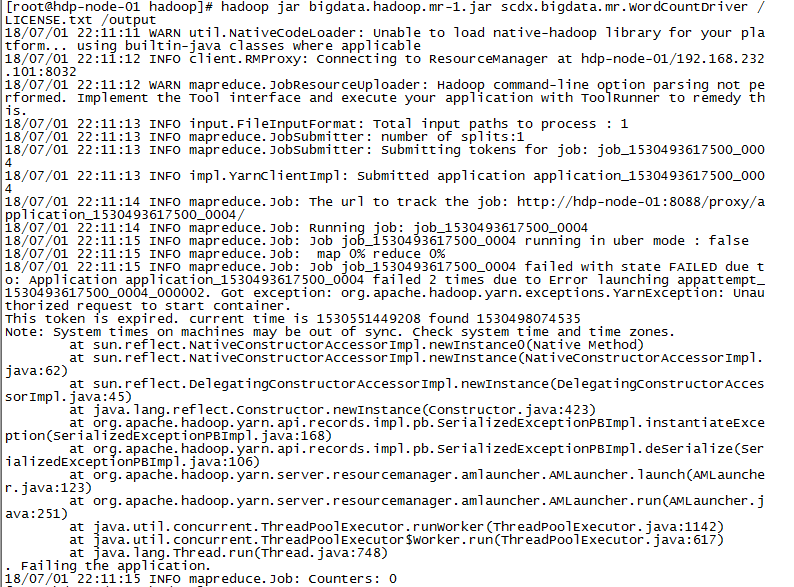 [root@hdp-node-01 hadoop]# hadoop jar bigdata.hadoop.mr-1.jar scdx.bigdata.mr.WordCountDriver /
LICENSE.txt /output
18/07/01 22:11:11 WARN util.NativeCodeLoader: Unable to load native-hadoop library for your pla
tform... using builtin-java classes where applicable
18/07/01 22:11:12 INFO client.RMProxy: Connecting to ResourceManager at hdp-node-01/192.168.232
.101:8032
18/07/01 22:11:12 WARN mapreduce.JobResourceUploader: Hadoop command-line option parsing not pe
rformed. Implement the Tool interface and execute your application with ToolRunner to remedy th
is.
18/07/01 22:11:13 INFO input.FileInputFormat: Total input paths to process : 1
18/07/01 22:11:13 INFO mapreduce.JobSubmitter: number of splits:1
18/07/01 22:11:13 INFO mapreduce.JobSubmitter: Submitting tokens for job: job_1530493617500_000
4
18/07/01 22:11:13 INFO impl.YarnClientImpl: Submitted application application_1530493617500_000
4
18/07/01 22:11:14 INFO mapreduce.Job: The url to track the job: http://hdp-node-01:8088/proxy/a
pplication_1530493617500_0004/
18/07/01 22:11:14 INFO mapreduce.Job: Running job: job_1530493617500_0004
18/07/01 22:11:15 INFO mapreduce.Job: Job job_1530493617500_0004 running in uber mode : false
18/07/01 22:11:15 INFO mapreduce.Job:  map 0% reduce 0%
18/07/01 22:11:15 INFO mapreduce.Job: Job job_1530493617500_0004 failed with state FAILED due t
o: Application application_1530493617500_0004 failed 2 times due to Error launching appattempt_
1530493617500_0004_000002. Got exception: org.apache.hadoop.yarn.exceptions.YarnException: Unau
thorized request to start container.
This token is expired. current time is 1530551449208 found 1530498074535
Note: System times on machines may be out of sync. Check system time and time zones.
at sun.reflect.NativeConstructorAccessorImpl.newInstance0(Native Method)
at sun.reflect.NativeConstructorAccessorImpl.newInstance(NativeConstructorAccessorImpl.
java:62)
at sun.reflect.DelegatingConstructorAccessorImpl.newInstance(DelegatingConstructorAcces
sorImpl.java:45)
at java.lang.reflect.Constructor.newInstance(Constructor.java:423)
at org.apache.hadoop.yarn.api.records.impl.pb.SerializedExceptionPBImpl.instantiateExce
ption(SerializedExceptionPBImpl.java:168)
at org.apache.hadoop.yarn.api.records.impl.pb.SerializedExceptionPBImpl.deSerialize(Ser
ializedExceptionPBImpl.java:106)
at org.apache.hadoop.yarn.server.resourcemanager.amlauncher.AMLauncher.launch(AMLaunche
r.java:123)
at org.apache.hadoop.yarn.server.resourcemanager.amlauncher.AMLauncher.run(AMLauncher.j
ava:251)
at java.util.concurrent.ThreadPoolExecutor.runWorker(ThreadPoolExecutor.java:1142)
at java.util.concurrent.ThreadPoolExecutor$Worker.run(ThreadPoolExecutor.java:617)
at java.lang.Thread.run(Thread.java:748)
. Failing the application.
18/07/01 22:11:15 INFO mapreduce.Job: Counters: 0